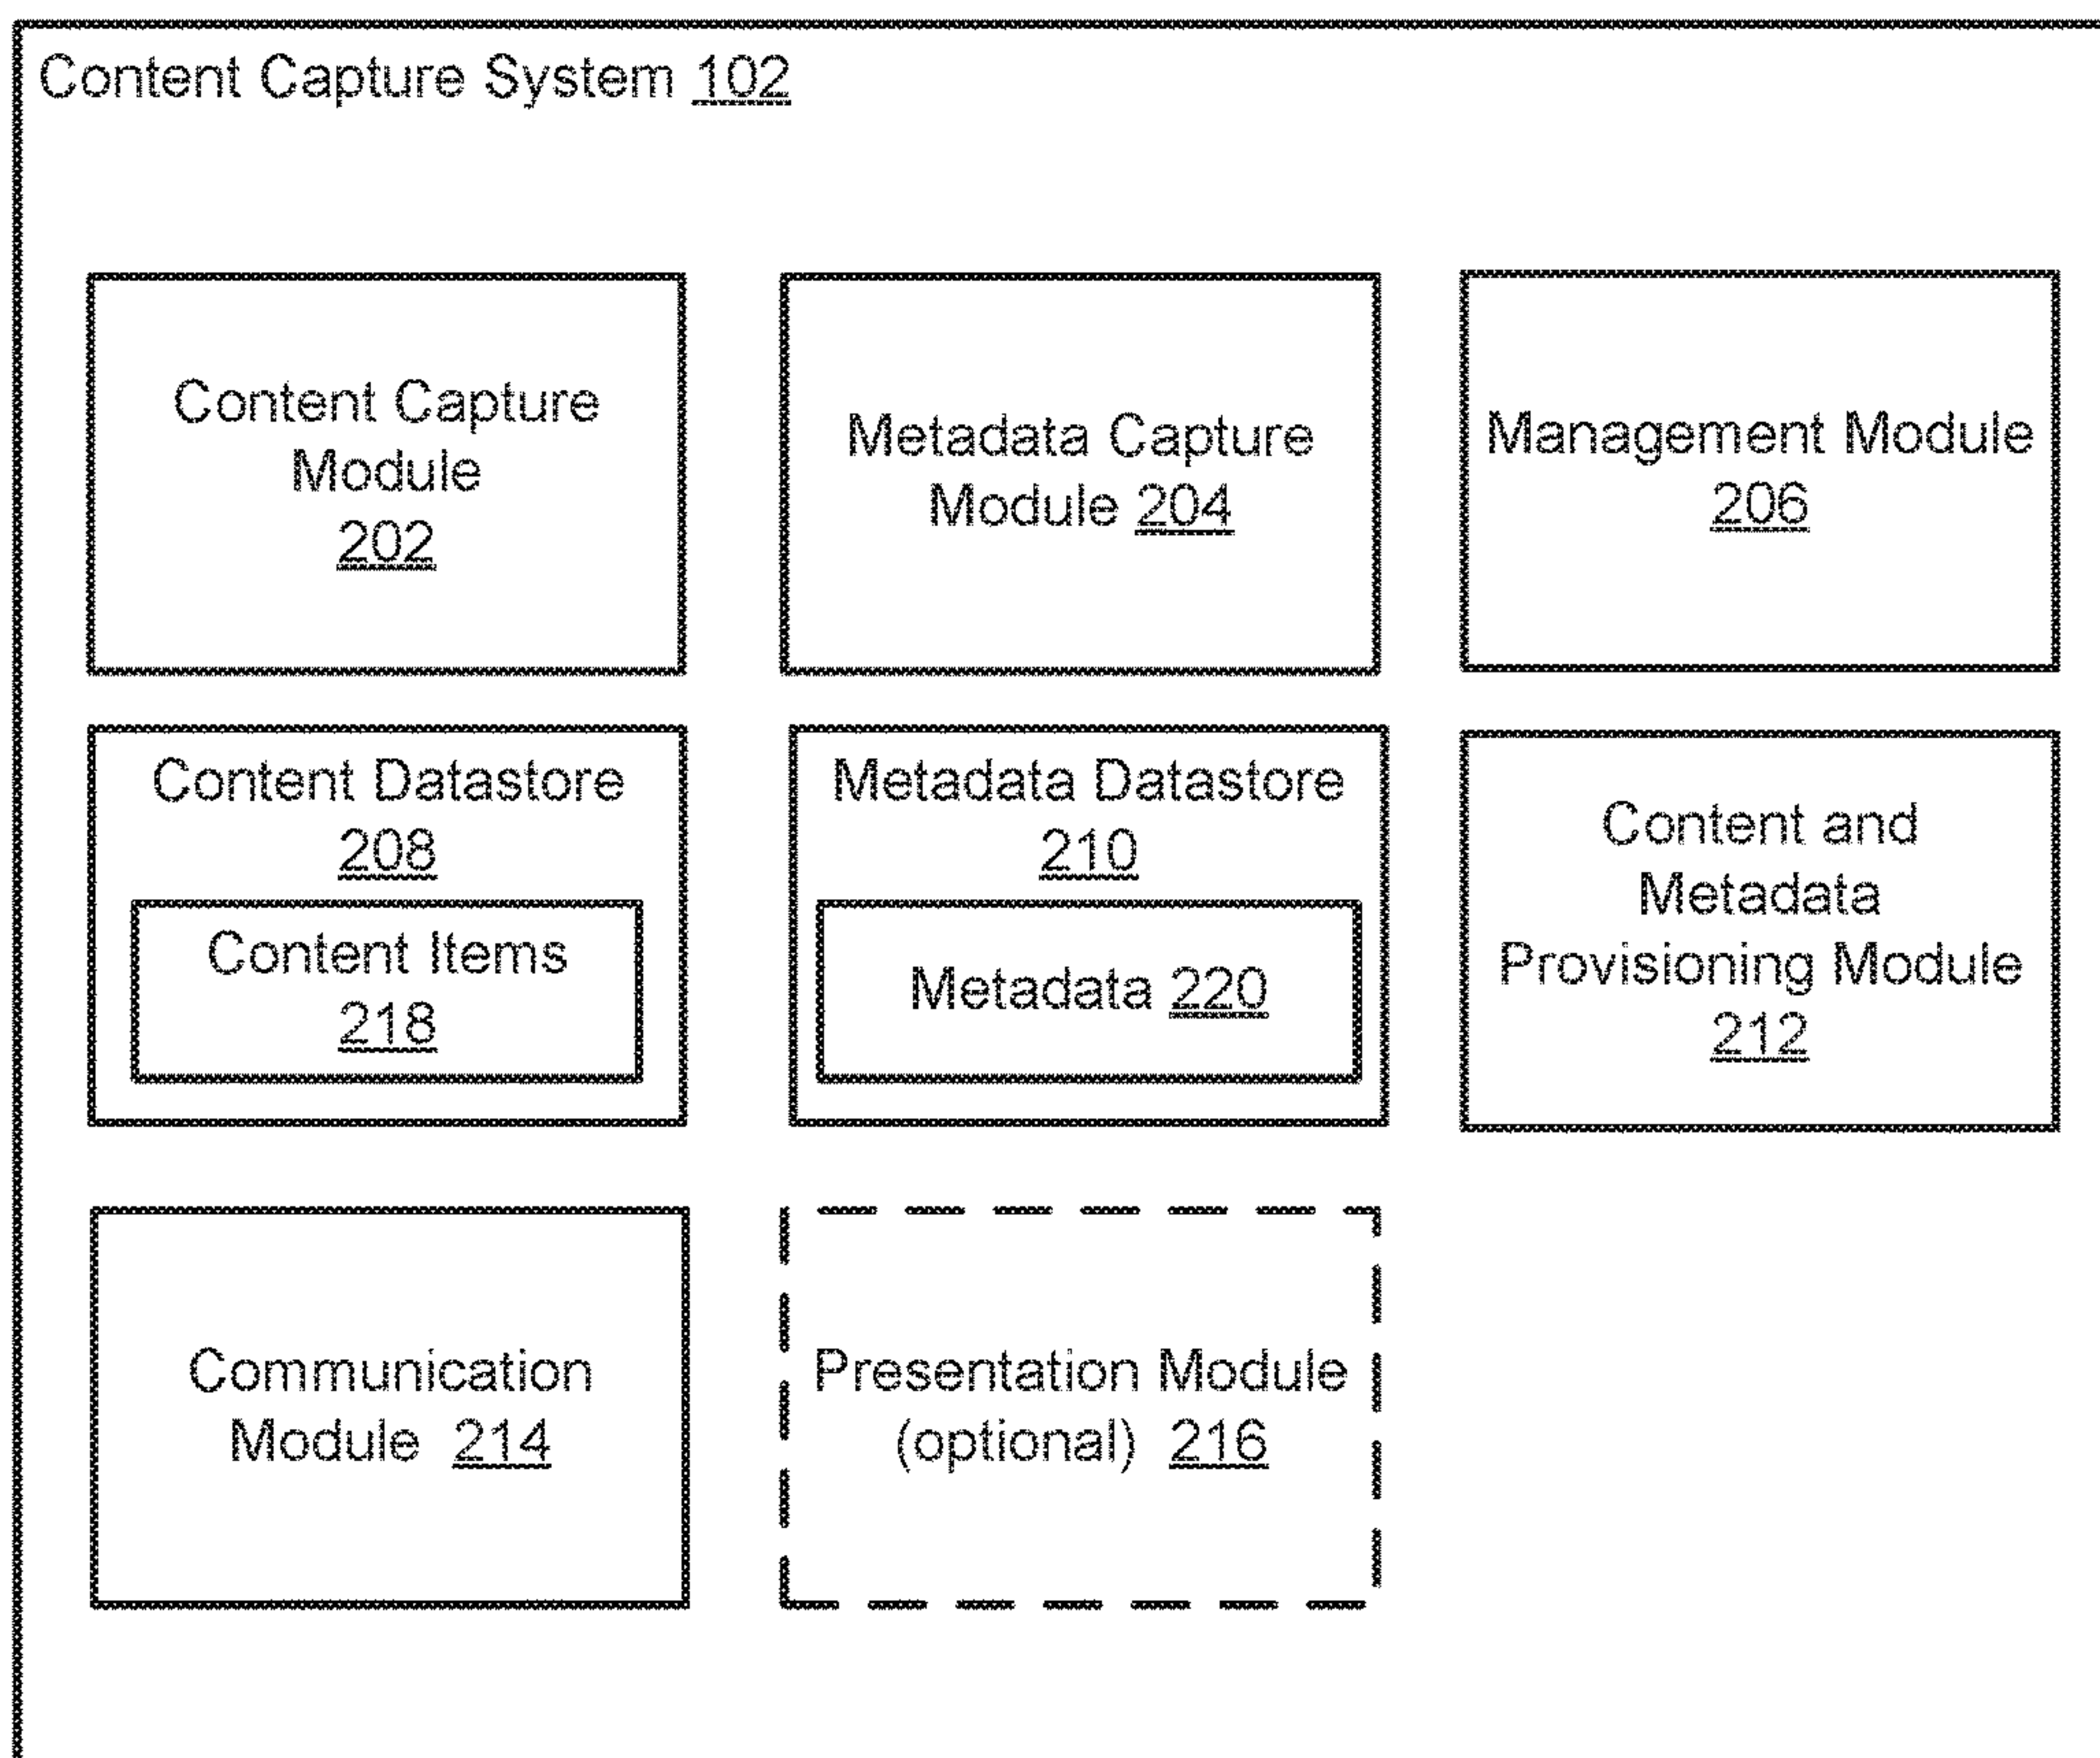 Content Capture System 102
Content Capture
Module
202
Metadata Capture
Module 204
Management Module
206
Content Datastore
208
Content Items
218
Metadata Datastore
210
Metadata 220
Content and
Metadata
Provisioning Module
212
Communication
Module 214
Presentation Module
(optional) 216